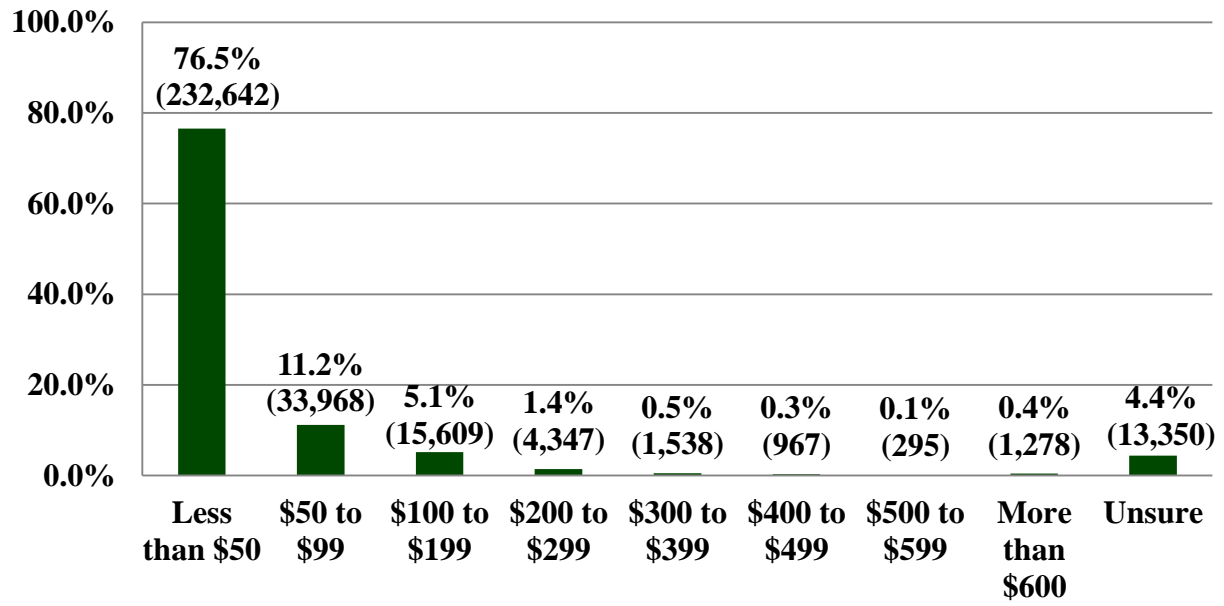 100.0%
80.0%
60.0%
40.0%
20.0%
0.0%
76.5%
(232,642)
11.2%
(33,968)
5.1%
(15,609)
1.4%
(4,347)
0.5%
(1,538)
0.3%
(967)
0.1%
(295)
0.4%
(1,278)
4.4%
(13,350)
Less
than $50
$50 to
$99
$100 to
$199
$200 to
$299
$300 to
$399
$400 to
$499
$500 to
$599
More
than
$600
Unsure